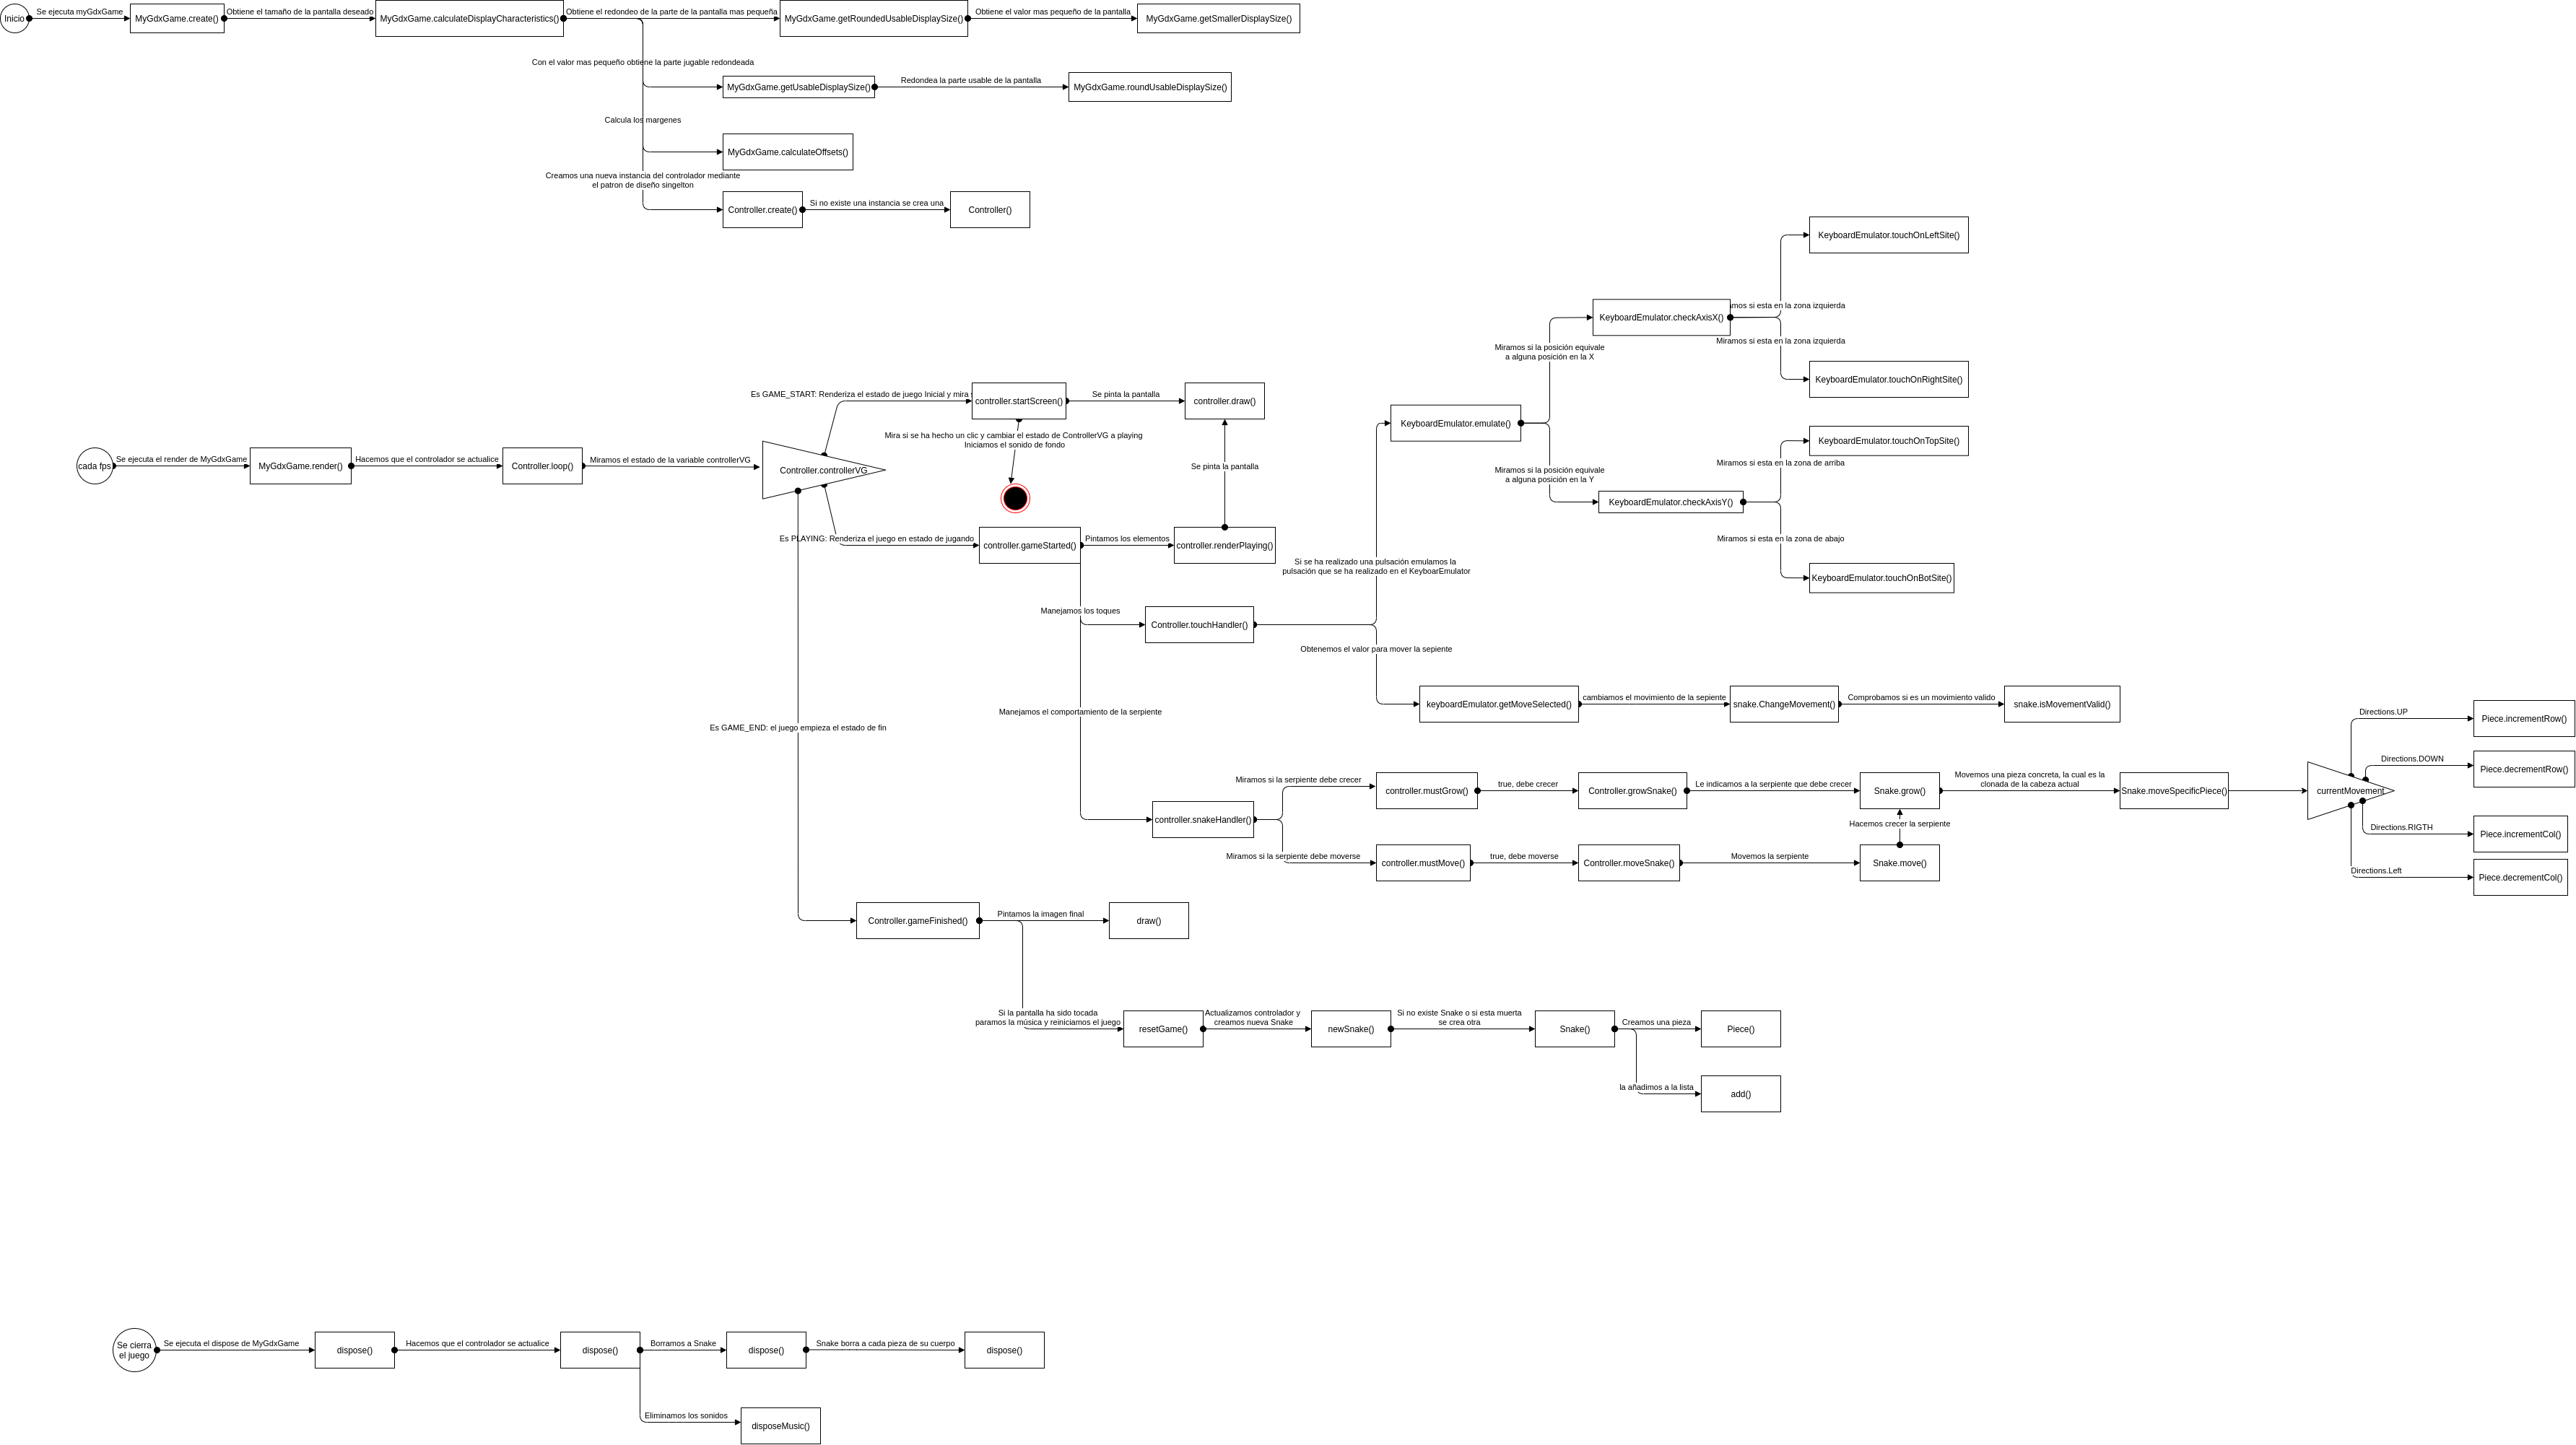 Inicio
Se ejecuta myGdxGame
MyGdxGame.create()
Obtiene el tamaño de la pantalla deseado
MyGdxGame.calculateDisplayCharacteristics()
Obtiene el redondeo de la parte de la pantalla mas pequeña
MyGdxGame.getRoundedUsableDisplaySize()
Obtiene el valor mas pequeño de la pantalla
MyGdxGame.getSmallerDisplaySize()
Con el valor mas pequeño obtiene la parte jugable redondeada
MyGdxGame.getUsableDisplaySize()
Redondea la parte usable de la pantalla
MyGdxGame.roundUsableDisplaySize()
Calcula los margenes
MyGdxGame.calculateOffsets()
Creamos una nueva instancia del controlador mediante
el patron de diseño singelton
Controller.create()
Si no existe una instancia se crea una
Controller()
cada fps
Se ejecuta el render de MyGdxGame
MyGdxGame.render()
Hacemos que el controlador se actualice
Controller.loop()
Miramos el estado de la variable controllerVG
Controller.controllerVG
Es GAME_START: Renderiza el estado de juego Inicial y mira
controller.startScreen()
Se pinta la pantalla
controller.draw()
Mira si se ha hecho un clic y cambiar el estado de ControllerVG a playing
Iniciamos el sonido de fondo
Se pinta la pantalla
Es PLAYING: Renderiza el juego en estado de jugando
controller.gameStarted()
Pintamos los elementos
controller.renderPlaying()
Manejamos los toques
Controller.touchHandler()
Si se ha realizado una pulsación emulamos la
pulsación que se ha realizado en el KeyboarEmulator
KeyboardEmulator.emulate()
Miramos si la posición equivale
a alguna posición en la X
KeyboardEmulator.checkAxisX()
KeyboardEmulator.touchOnLeftSite()
si esta en la zona izquierda
Miramos si esta en la zona izquierda
KeyboardEmulator.touchOnRightSite()
Miramos si la posición equivale
a alguna posición en la Y
KeyboardEmulator.checkAxisY()
KeyboardEmulator.touchOnTopSite()
Miramos si esta en la zona de arriba
Miramos si esta en la zona de abajo
KeyboardEmulator.touchOnBotSite()
Obtenemos el valor para mover la sepiente
keyboardEmulator.getMoveSelected()
cambiamos el movimiento de la sepiente
snake.ChangeMovement()
Comprobamos si es un movimiento valido
snake.isMovementValid()
Manejamos el comportamiento de la serpiente
controller.snakeHandler()
Miramos si la serpiente debe crecer
controller.mustGrow()
true, debe crecer
Controller.growSnake()
Le indicamos a la serpiente que debe crecer
Snake.grow()
Movemos una pieza concreta, la cual es la
clonada de la cabeza actual
Snake.moveSpecificPiece()
currentMovement
Directions.UP
Piece.incrementRow()
Directions.DOWN
Piece.decrementRow()
Directions.RIGTH
Piece.incrementCol()
Directions.Left
Piece.decrementCol()
Hacemos crecer la serpiente
Miramos si la serpiente debe moverse
controller.mustMove()
true, debe moverse
Controller.moveSnake()
Movemos la serpiente
Snake.move()
Es GAME_END: el juego empieza el estado de fin
Controller.gameFinished()
Pintamos la imagen final
draw()
Si la pantalla ha sido tocada
paramos la música y reiniciamos el juego
resetGame()
Actualizamos controlador y
creamos nueva Snake
newSnake()
Si no existe Snake o si esta muerta
se crea otra
Snake()
Creamos una pieza
Piece()
la añadimos a la lista
add()
Se cierra
el juego
Se ejecuta el dispose de MyGdxGame
dispose()
Hacemos que el controlador se actualice
dispose()
Borramos a Snake
dispose()
Snake borra a cada pieza de su cuerpo
dispose()
Eliminamos los sonidos
disposeMusic()